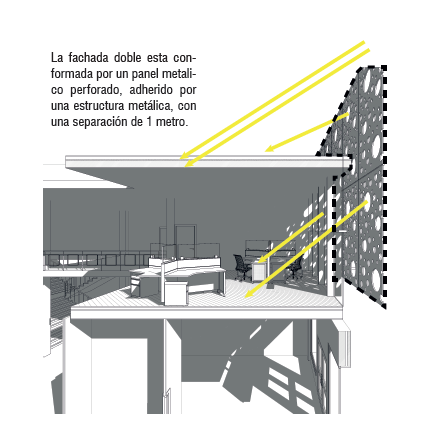 La fachada doble esta con-
formada por un panel metali-
co perforado, adherido por
una estructura metálica, con
una separación de 1 metro.